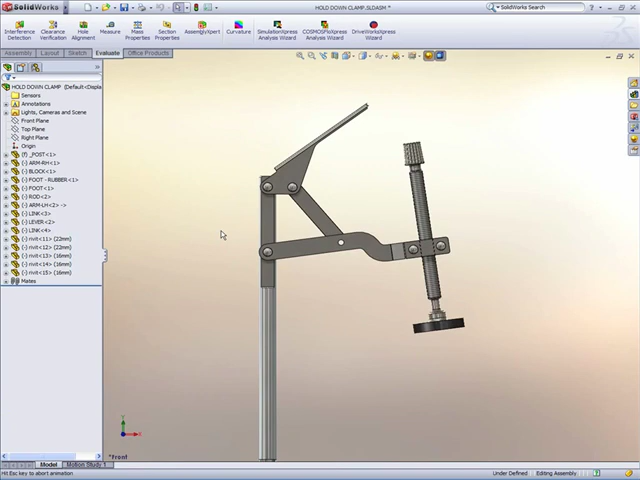 SolidWorks
HOLD DOWN CLAMP.SLDASM *
SolidWorks Search
Interference Detection
Clearance Verification
Hole Alignment
Measure
Mass Properties
Section Properties
AssemblyXpert
Curvature
SimulationXpress Analysis Wizard
COSMOSFloXpress Analysis Wizard
DriveWorksXpress Wizard
Assembly Layout Sketch Evaluate Office Products
HOLD DOWN CLAMP (Default<Displa
Sensors
Annotations
Lights, Cameras and Scene
Front Plane
Top Plane
Right Plane
Origin
(f) _POST<1>
(-) ARM-RH<1>
(-) BLOCK<1>
(-) FOOT - RUBBER<1>
(-) FOOT<1>
(-) ROD<2>
(-) ARM-LH<2> ->
(-) LINK<3>
(-) LEVER<2>
(-) LINK<4>
(-) rivit<11> (22mm)
(-) rivit<12> (22mm)
(-) rivit<13> (16mm)
(-) rivit<14> (16mm)
(-) rivit<15> (16mm)
Mates
*Front
Model Motion Study 1
Hit Esc key to abort animation
Under Defined Editing Assembly